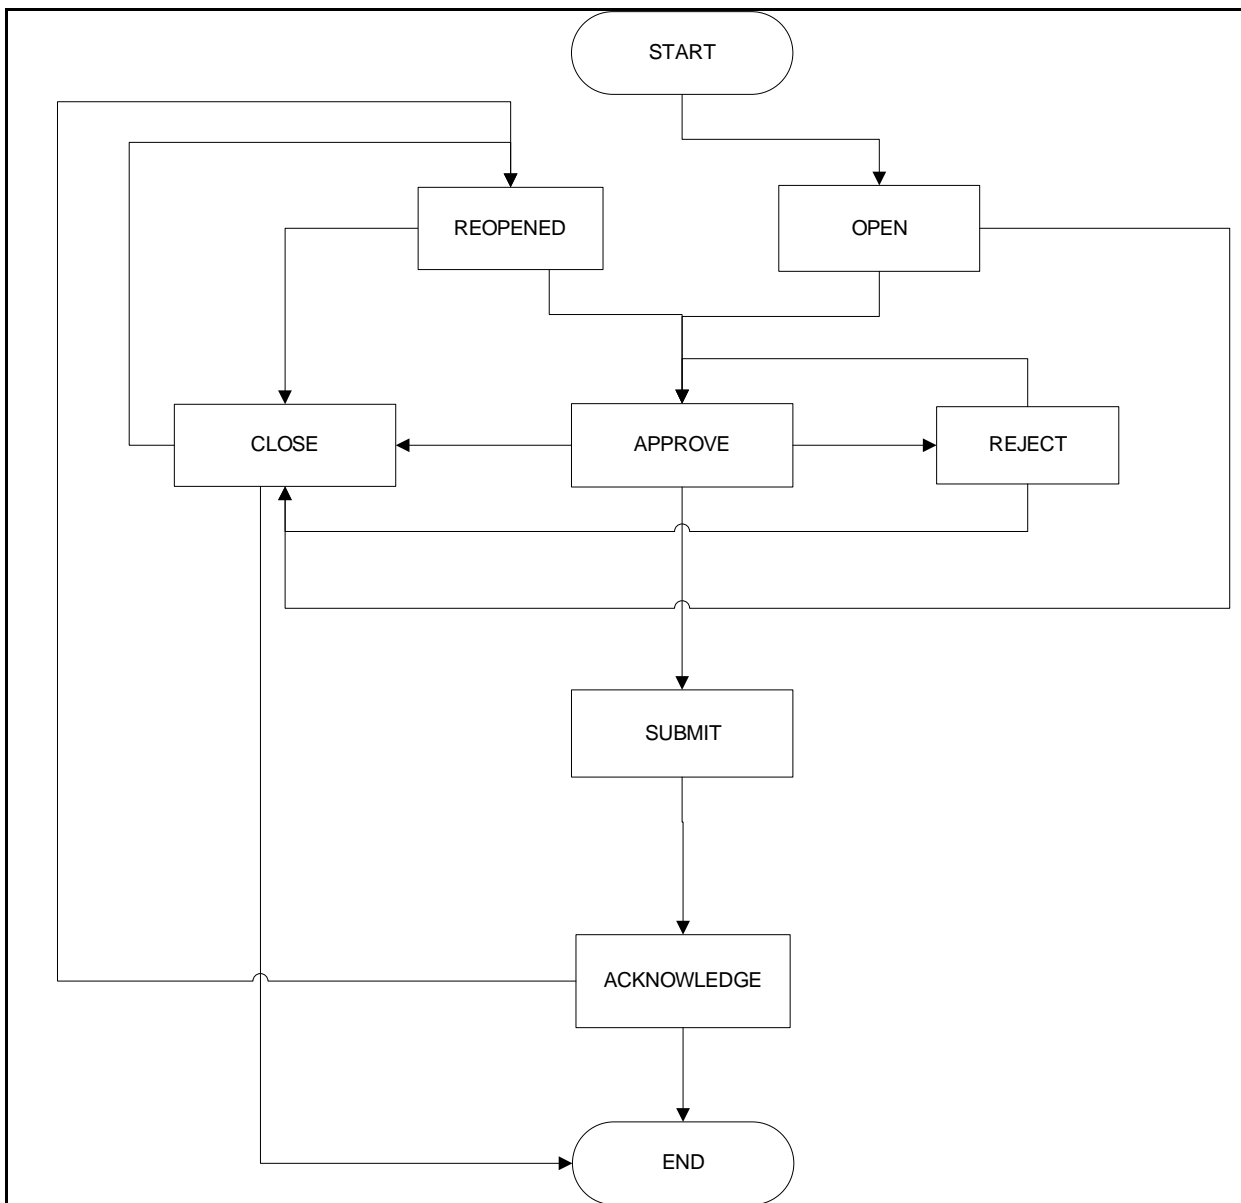 START
REOPENED
OPEN
CLOSE
APPROVE
REJECT
SUBMIT
ACKNOWLEDGE
END